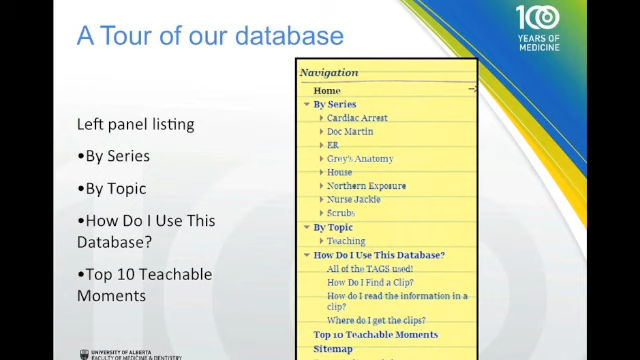 A Tour of our database
100
YEARS OF
MEDICINE
Left panel listing
•By Series
•By Topic
•How Do I Use This
Database?
•Top 10 Teachable
Moments
Navigation
Home
By Series
Cardiac Arrest
Doc Martin
ER
Grey's Anatomy
House
Northern Exposure
Nurse Jackie
Scrubs
By Topic
Teaching
How Do I Use This Database?
All of the TAGS used!
How Do I Find a Clip?
How do I read the information in a
clip?
Where do I get the clips?
Top 10 Teachable Moments
Sitemap
UNIVERSITY OF ALBERTA
FACULTY OF MEDICINE & DENTISTRY